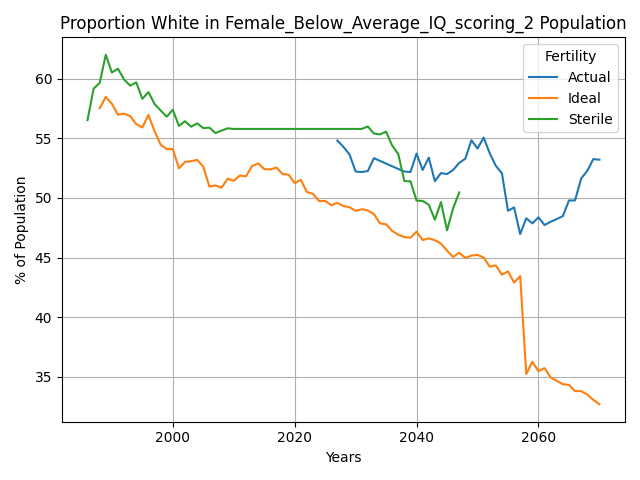 Proportion White in Female_Below_Average_IQ_scoring_2 Population
Fertility
Actual
Ideal
Sterile
% of Population
60
55
50
45
40
35
2000
2020
2040
2060
Years